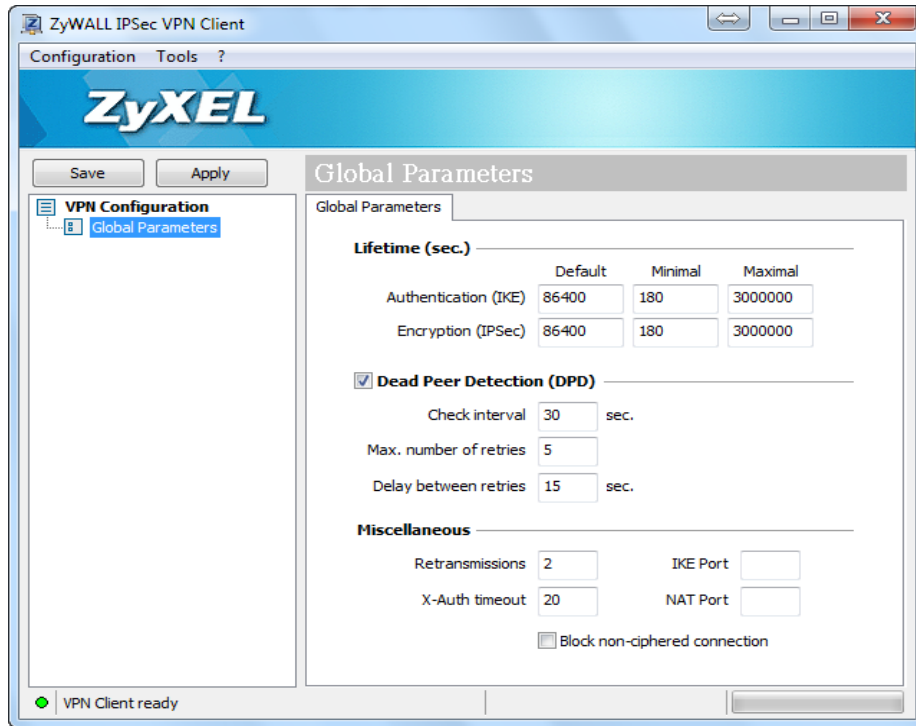 ZyWALL IPSec VPN Client
Configuration Tools ?
ZyXEL
Save Apply
Global Parameters
VPN Configuration
Global Parameters
Global Parameters
Lifetime (sec.)
Default Minimal Maximal
Authentication (IKE) 86400 180 3000000
Encryption (IPSec) 86400 180 3000000
Dead Peer Detection (DPD)
Check interval 30 sec.
Max. number of retries 5
Delay between retries 15 sec.
Miscellaneous
Retransmissions 2 IKE Port
X-Auth timeout 20 NAT Port
Block non-ciphered connection
VPN Client ready